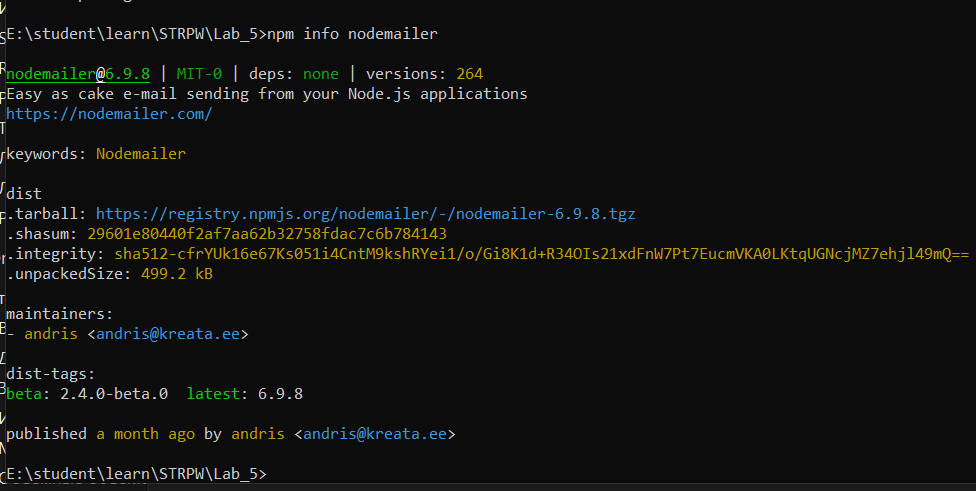 E:\student\learn\STRPW\Lab_5>npm info nodemailer
nodemailer@6.9.8 | MIT-0 | deps: none | versions: 264
Easy as cake e-mail sending from your Node.js applications
https://nodemailer.com/
keywords: Nodemailer
dist
.tarball: https://registry.npmjs.org/nodemailer/-/nodemailer-6.9.8.tgz
.shasum: 29601e80440f2af7aa62b32758fdac7c6b784143
.integrity: sha512-cfrYUk16e67Ks051i4CntM9kshRYei1/o/Gi8K1d+R34OIs21xdFnW7Pt7EucmVKA0LKtqUGNcjMZ7ehjl49mQ==
.unpackedSize: 499.2 kB
maintainers:
- andris <andris@kreata.ee>
dist-tags:
beta: 2.4.0-beta.0  latest: 6.9.8
published a month ago by andris <andris@kreata.ee>
E:\student\learn\STRPW\Lab_5>